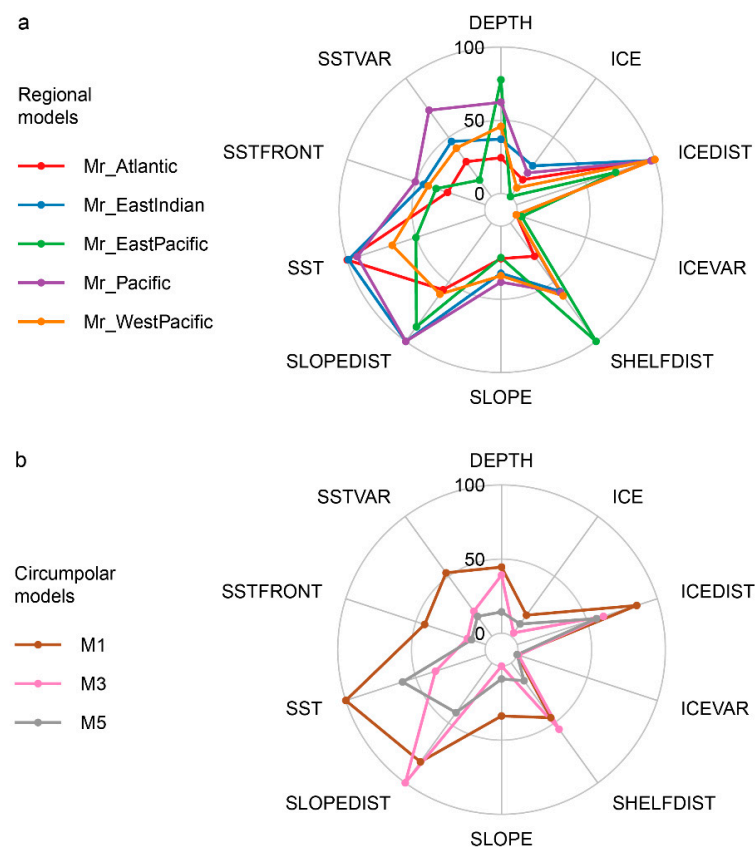 a
DEPTH
100
SSTVAR
ICE
Regional
models
50
Mr_Atlantic
SSTFRONT
ICEDIST
Mr_EastIndian
0
Mr_EastPacific
Mr_Pacific
SST
ICEVAR
Mr_WestPacific
SLOPEDIST
SHELFDIST
SLOPE
b
DEPTH
100
SSTVAR
ICE
Circumpolar
models
50
SSTFRONT
ICEDIST
M1
0
M3
SST
ICEVAR
M5
SLOPEDIST
SHELFDIST
SLOPE